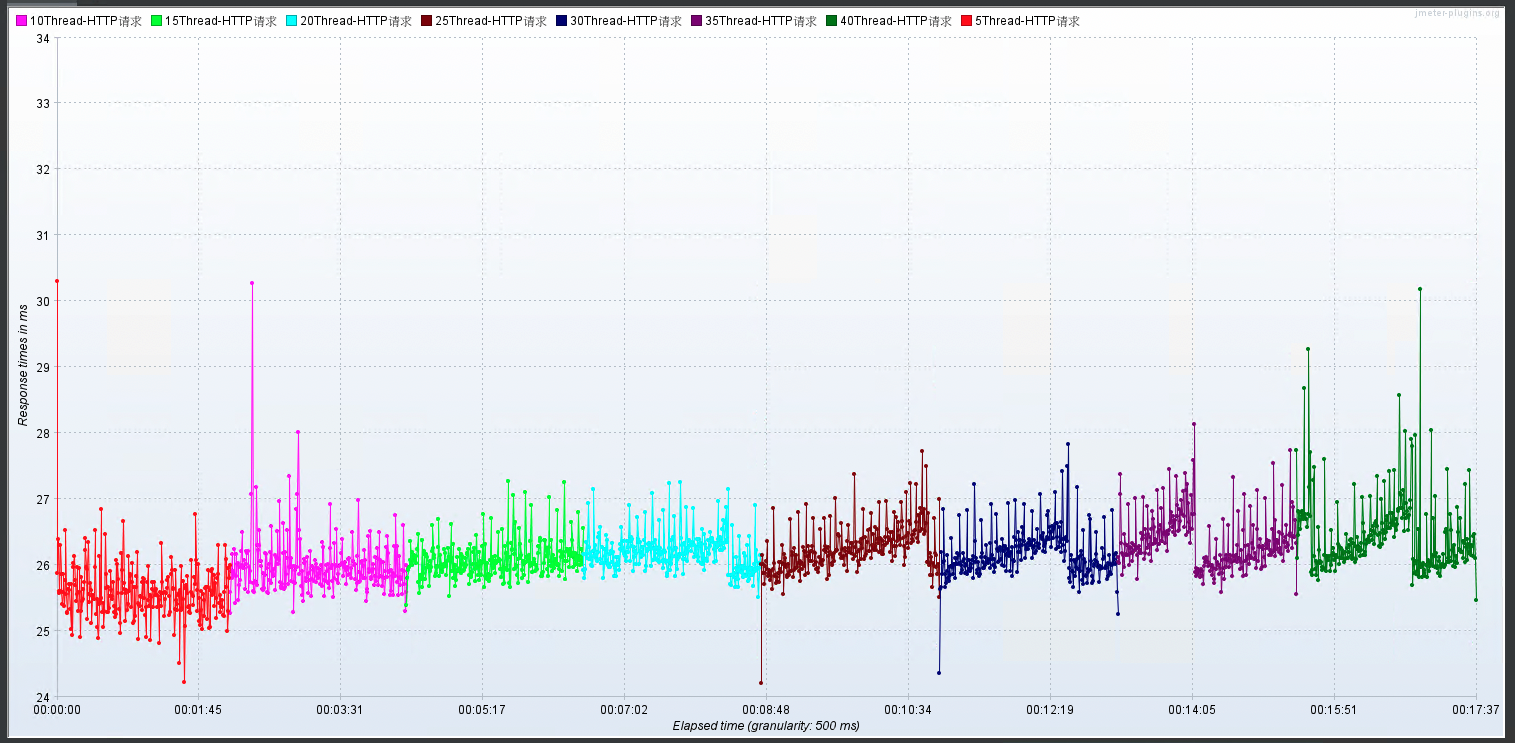 jmeter-plugins.org
10Thread-HTTP请求 15Thread-HTTP请求 20Thread-HTTP请求 25Thread-HTTP请求 30Thread-HTTP请求 35Thread-HTTP请求 40Thread-HTTP请求 5Thread-HTTP请求
34
33
32
31
30
29
28
27
26
25
24
Response times in ms
00:00:00 00:01:45 00:03:31 00:05:17 00:07:02 00:08:48 00:10:34 00:12:19 00:14:05 00:15:51 00:17:37
Elapsed time (granularity: 500 ms)